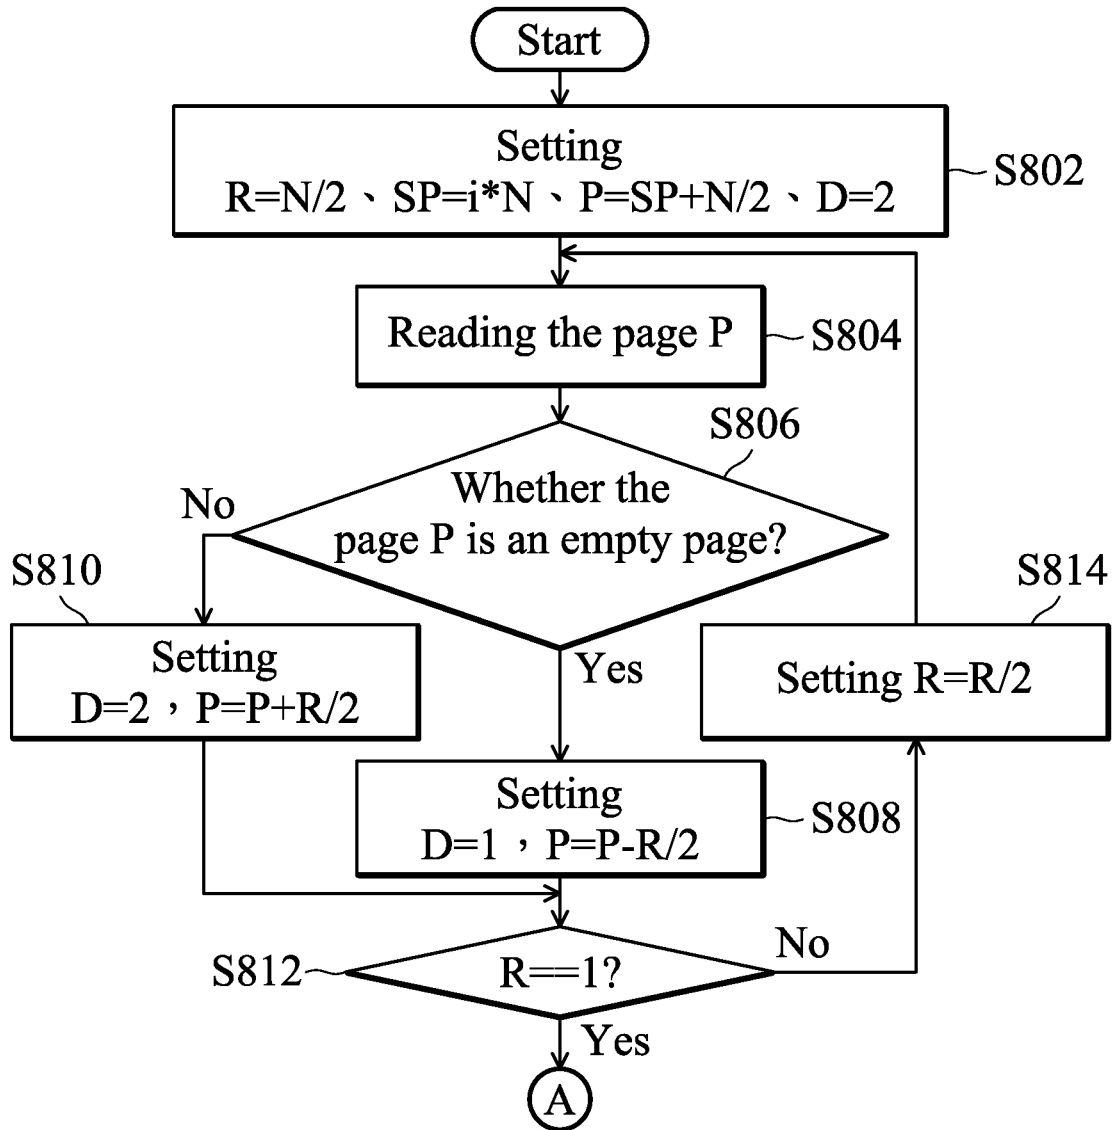 Start
Setting
R=N/2、SP=i*N、P=SP+N/2、D=2
S802
Reading the page P
S804
S806
Whether the
page P is an empty page?
No
Yes
S810
Setting
D=2，P=P+R/2
S814
Setting R=R/2
Setting
D=1，P=P-R/2
S808
S812
R==1?
No
Yes
A